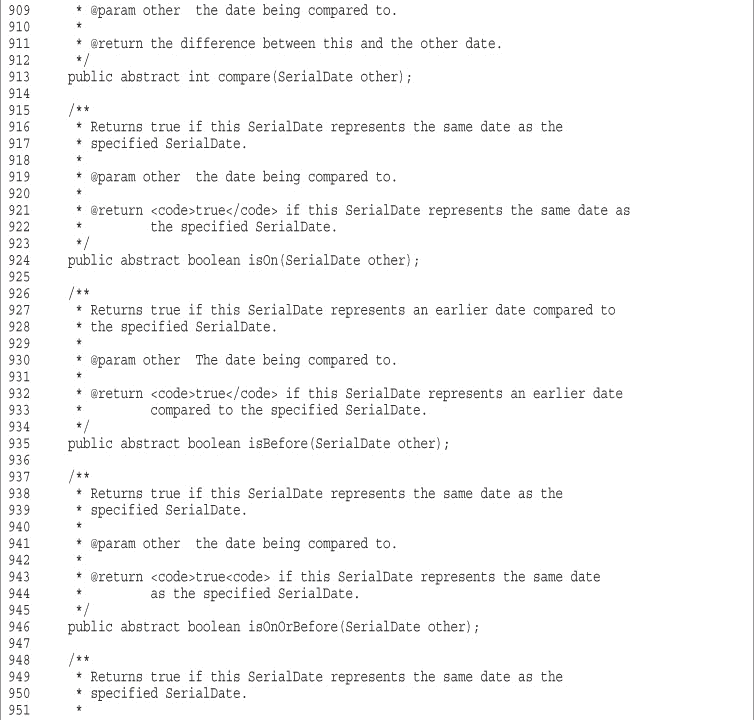 909 * @param other  the date being compared to.
910 *
911 * @return the difference between this and the other date.
912 */
913 public abstract int compare(SerialDate other);
914
915 /**
916 * Returns true if this SerialDate represents the same date as the
917 * specified SerialDate.
918 *
919 * @param other  the date being compared to.
920 *
921 * @return <code>true</code> if this SerialDate represents the same date as
922 *         the specified SerialDate.
923 */
924 public abstract boolean isOn(SerialDate other);
925
926 /**
927 * Returns true if this SerialDate represents an earlier date compared to
928 * the specified SerialDate.
929 *
930 * @param other  The date being compared to.
931 *
932 * @return <code>true</code> if this SerialDate represents an earlier date
933 *         compared to the specified SerialDate.
934 */
935 public abstract boolean isBefore(SerialDate other);
936
937 /**
938 * Returns true if this SerialDate represents the same date as the
939 * specified SerialDate.
940 *
941 * @param other  the date being compared to.
942 *
943 * @return <code>true<code> if this SerialDate represents the same date
944 *         as the specified SerialDate.
945 */
946 public abstract boolean isOnOrBefore(SerialDate other);
947
948 /**
949 * Returns true if this SerialDate represents the same date as the
950 * specified SerialDate.
951 *